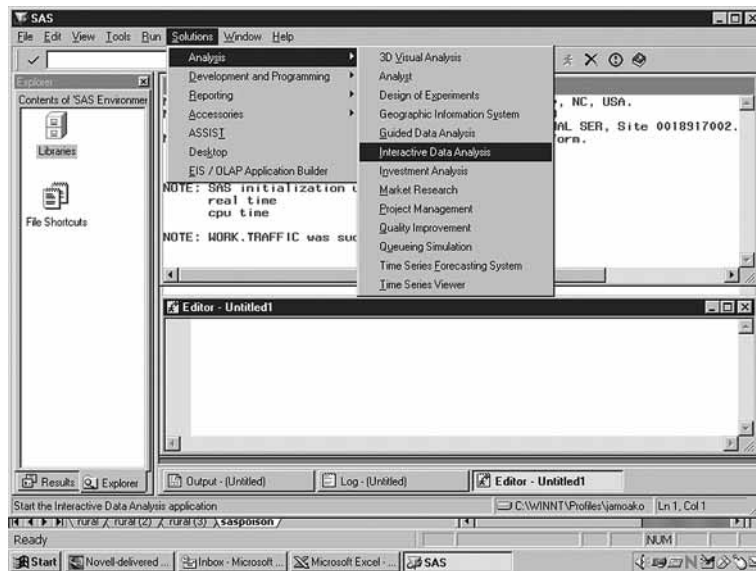 SAS
File Edit View Tools Run Solutions Window Help
Explorer
Contents of 'SAS Environmen
Libraries
File Shortcuts
Analysis
Development and Programming
Reporting
Accessories
ASSIST
Desktop
EIS / OLAP Application Builder
3D Visual Analysis
Analyst
Design of Experiments
Geographic Information System
Guided Data Analysis
Interactive Data Analysis
Investment Analysis
Market Research
Project Management
Quality Improvement
Queueing Simulation
Time Series Forecasting System
Time Series Viewer
, NC, USA.
AL SER, Site 0018917002.
orm.
NOTE: SAS initialization u
real time
cpu time
NOTE: WORK.TRAFFIC was suc
Editor - Untitled1
Results Explorer
Output - (Untitled) Log - (Untitled) Editor - Untitled1
Start the Interactive Data Analysis application C:\WINNT\Profiles\jamoako Ln 1, Col 1
rural rural (2) rural (3) saspoison
Ready NUM
Start Novell-delivered ... Inbox - Microsoft ... Microsoft Excel - ... SAS